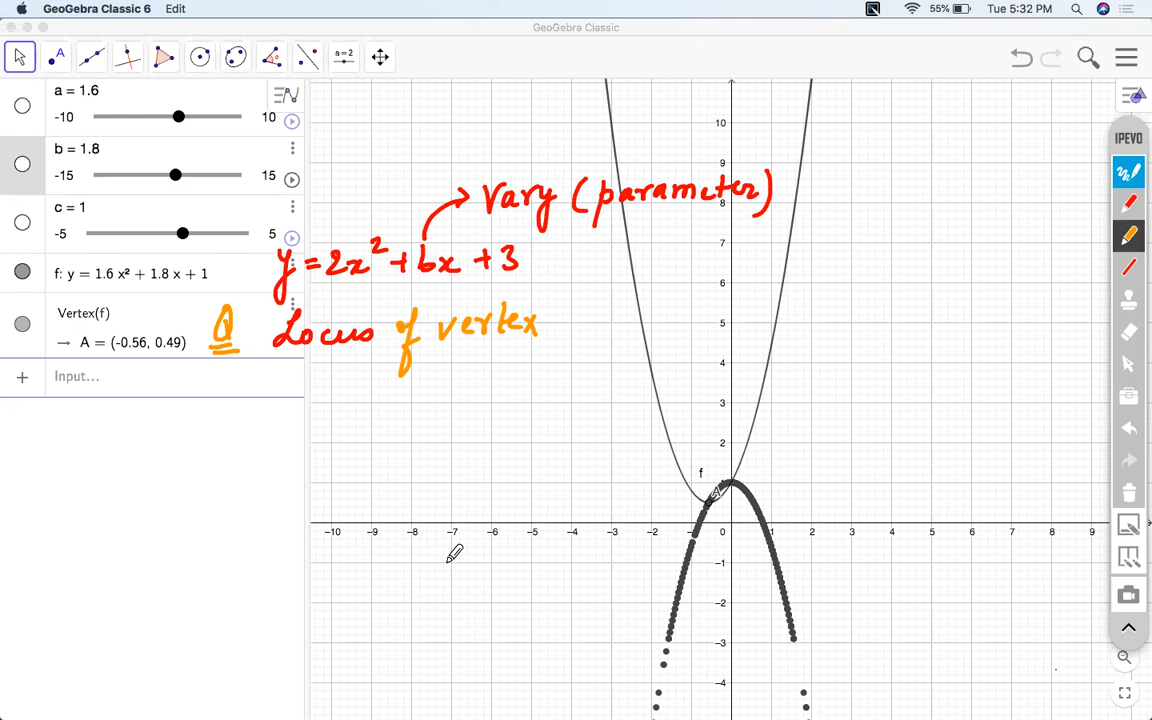 GeoGebra Classic 6 Edit 55% Tue 5:32 PM
GeoGebra Classic
A a=2
a = 1.6
-10 10
b = 1.8
-15 15
c = 1
-5 5
f: y = 1.6 x² + 1.8 x + 1
Vertex(f)
→ A = (-0.56, 0.49)
+ Input...
→ Vary (parameter)
y = 2x² + bx + 3
Q Locus of vertex
f
A
10
9
8
7
6
5
4
3
2
-10 -9 -8 -7 -6 -5 -4 -3 -2 0 1 2 3 4 5 6 7 8 9 10
-1
-2
-3
-4
IPEVO